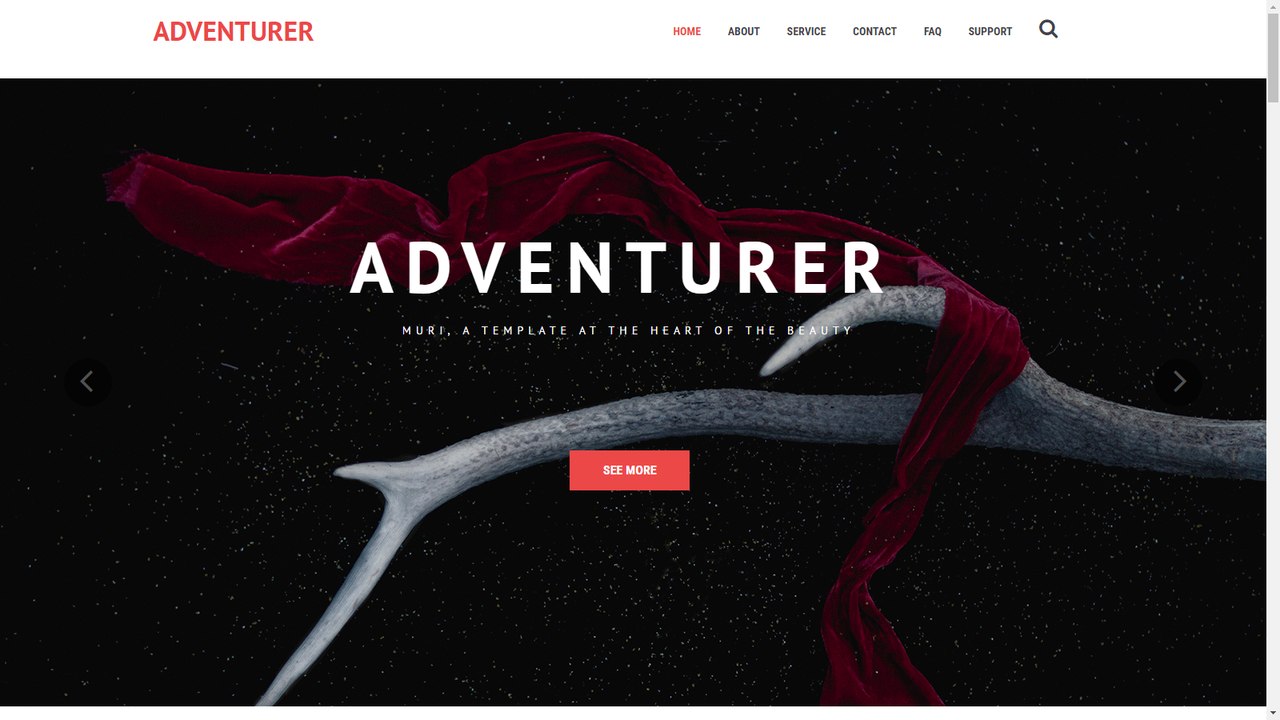 ADVENTURER
HOME ABOUT SERVICE CONTACT FAQ SUPPORT
ADVENTURER
MURI, A TEMPLATE AT THE HEART OF THE BEAUTY
SEE MORE